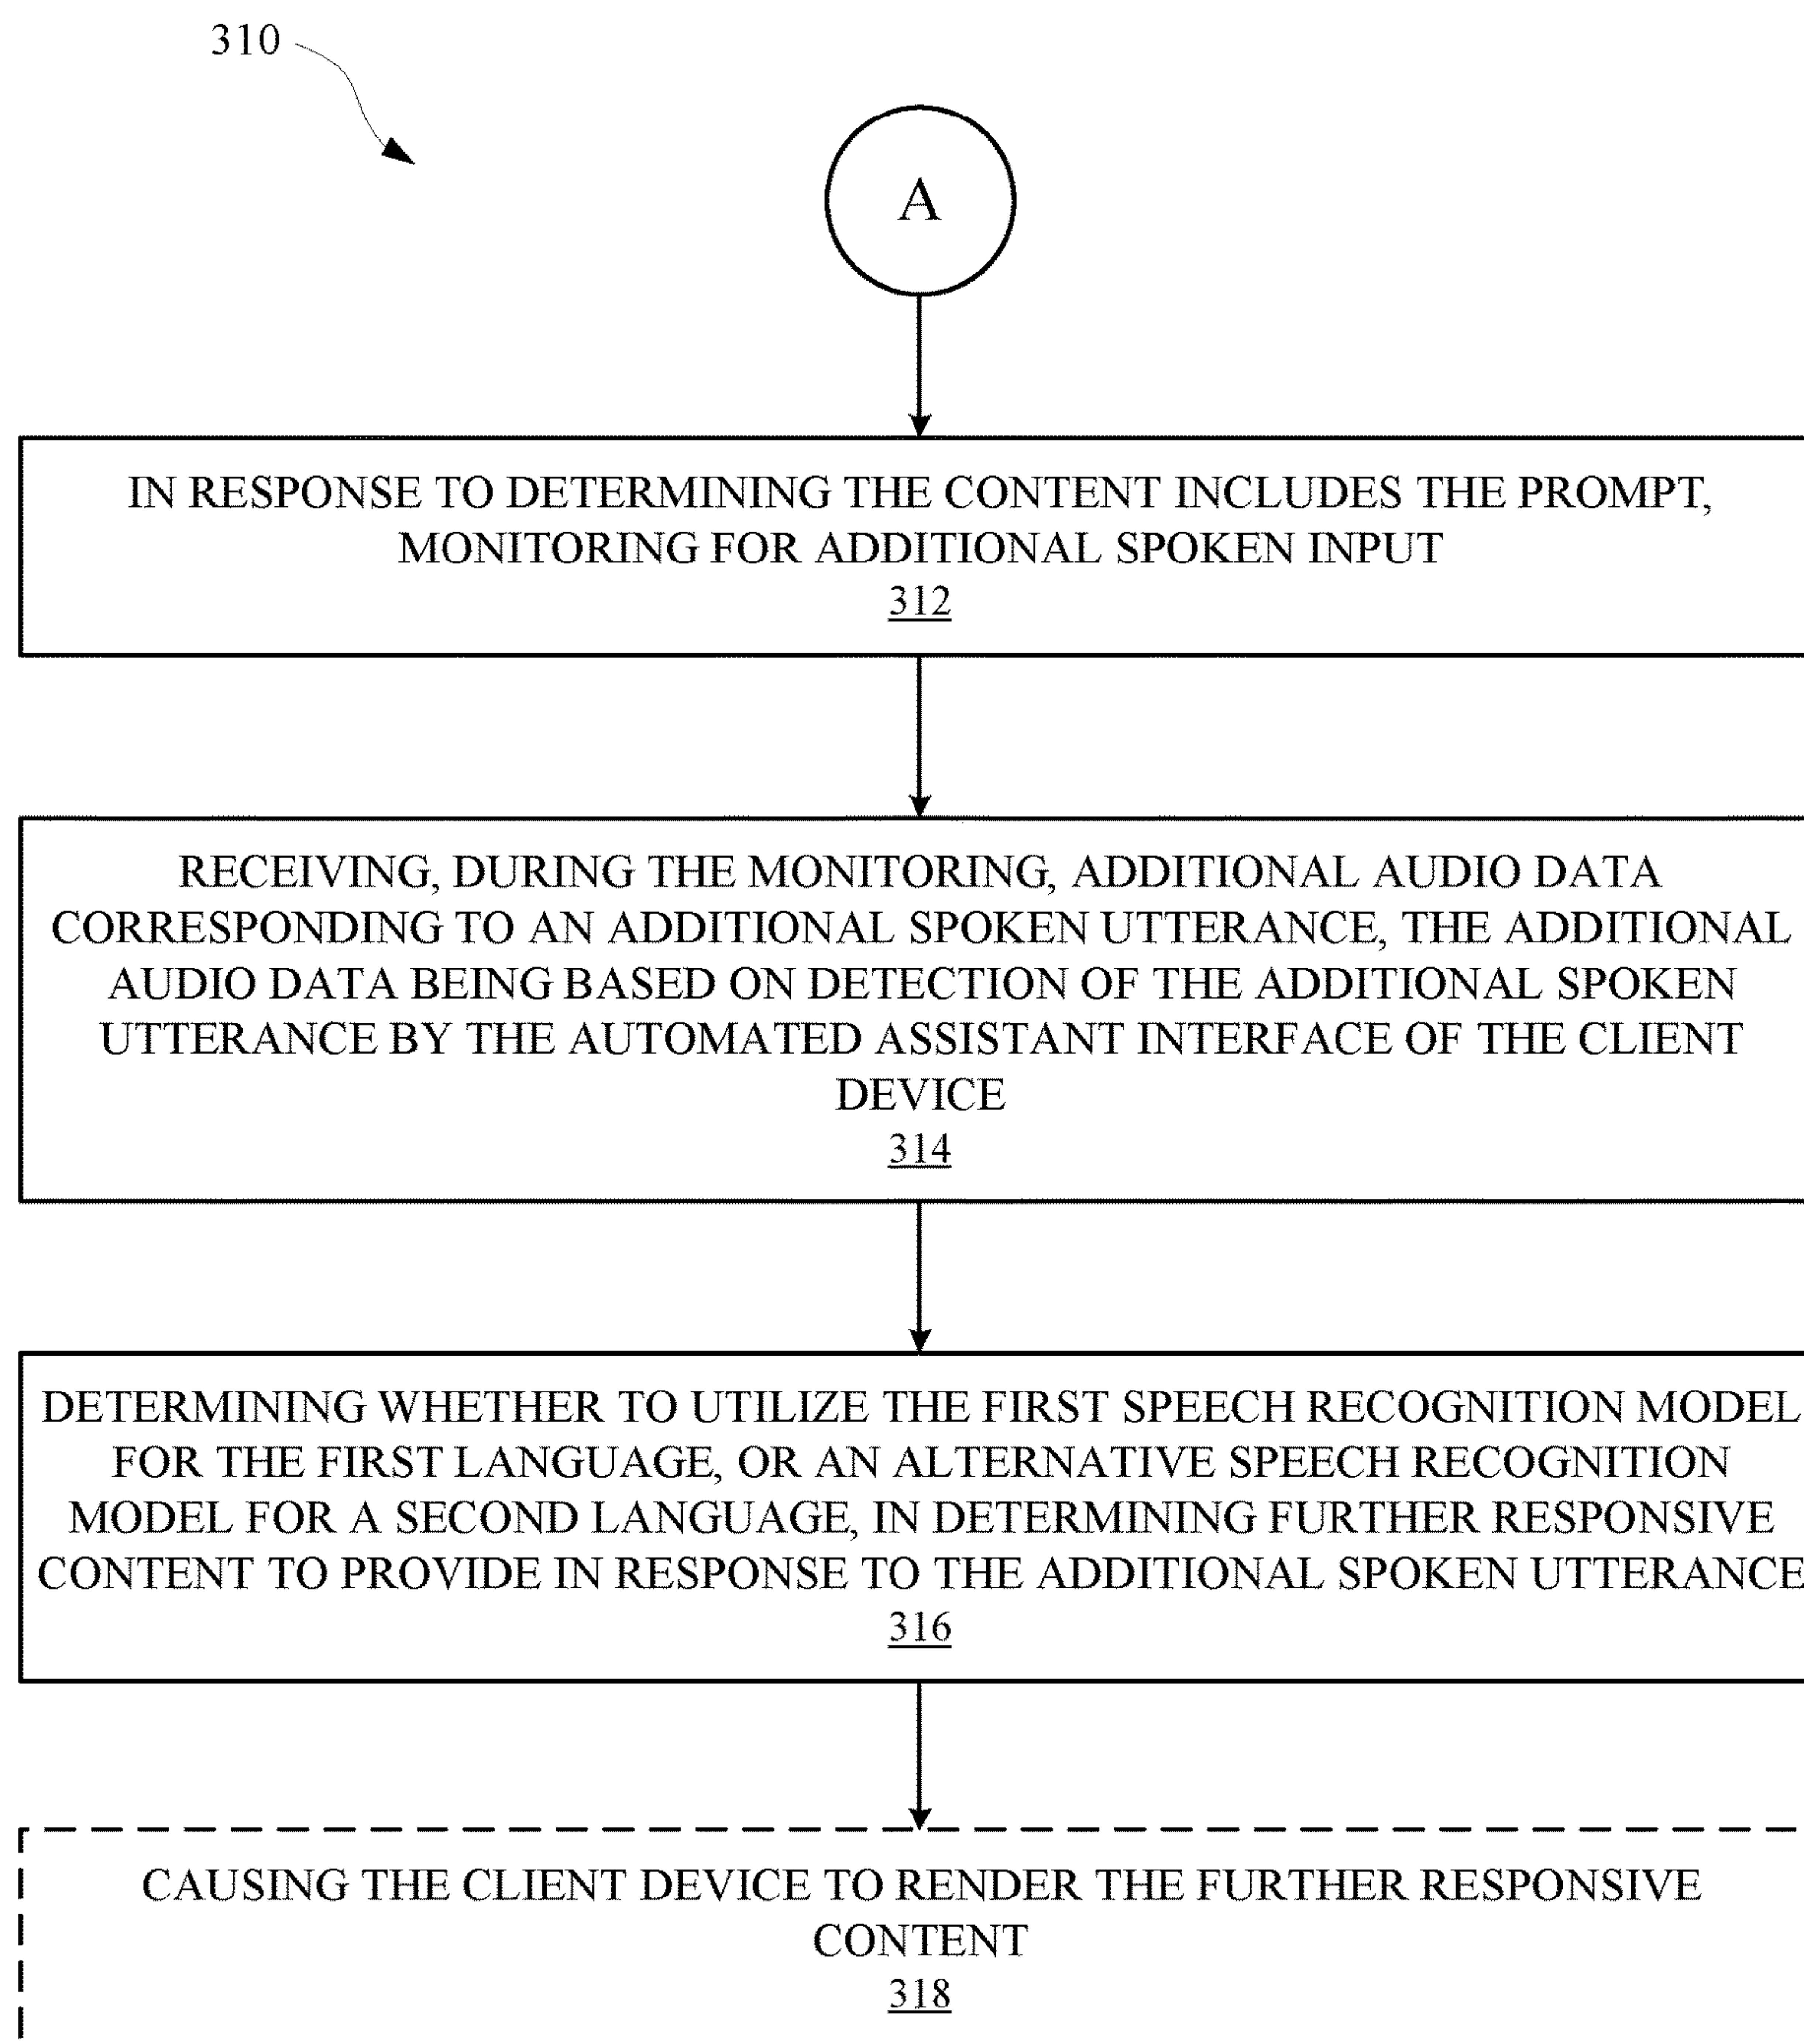 310
A
IN RESPONSE TO DETERMINING THE CONTENT INCLUDES THE PROMPT,
MONITORING FOR ADDITIONAL SPOKEN INPUT
312
RECEIVING, DURING THE MONITORING, ADDITIONAL AUDIO DATA
CORRESPONDING TO AN ADDITIONAL SPOKEN UTTERANCE, THE ADDITIONAL
AUDIO DATA BEING BASED ON DETECTION OF THE ADDITIONAL SPOKEN
UTTERANCE BY THE AUTOMATED ASSISTANT INTERFACE OF THE CLIENT
DEVICE
314
DETERMINING WHETHER TO UTILIZE THE FIRST SPEECH RECOGNITION MODEL
FOR THE FIRST LANGUAGE, OR AN ALTERNATIVE SPEECH RECOGNITION
MODEL FOR A SECOND LANGUAGE, IN DETERMINING FURTHER RESPONSIVE
CONTENT TO PROVIDE IN RESPONSE TO THE ADDITIONAL SPOKEN UTTERANCE
316
CAUSING THE CLIENT DEVICE TO RENDER THE FURTHER RESPONSIVE
CONTENT
318